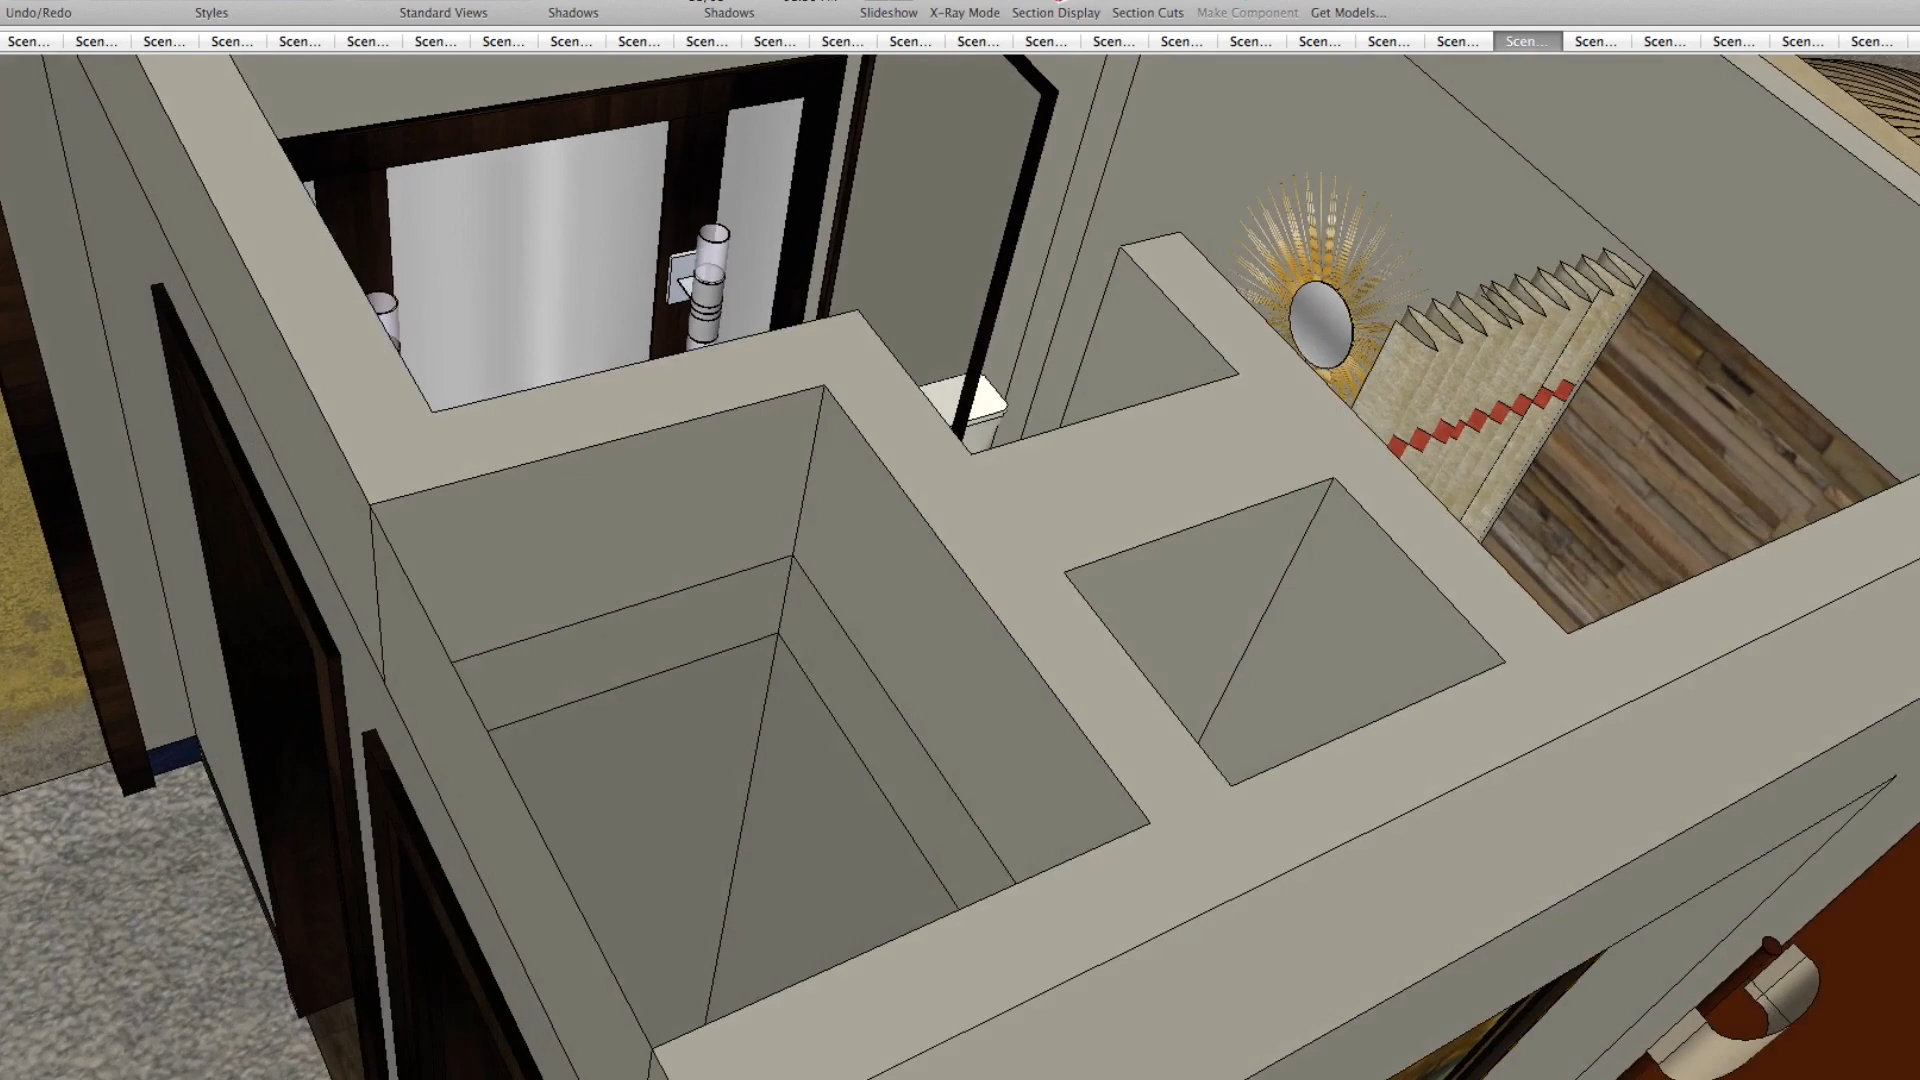 Undo/Redo Styles Standard Views Shadows Shadows Slideshow X-Ray Mode Section Display Section Cuts Make Component Get Models...
Scen... Scen... Scen... Scen... Scen... Scen... Scen... Scen... Scen... Scen... Scen... Scen... Scen... Scen... Scen... Scen... Scen... Scen... Scen... Scen... Scen... Scen... Scen... Scen... Scen... Scen... Scen... Scen...